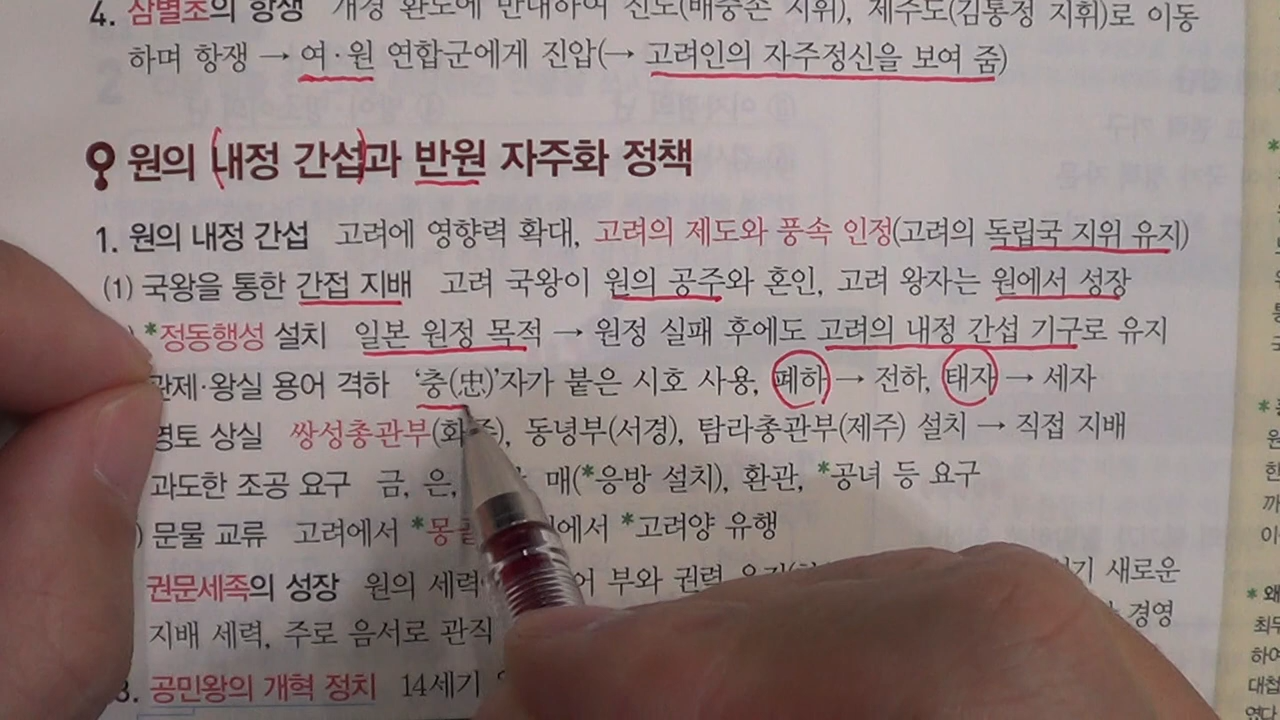 4. 삼별초의 항쟁 개경 환도에 반대하여 진도(배중손 지휘), 제주도(김통정 지휘)로 이동
하며 항쟁 → 여·원 연합군에게 진압(→ 고려인의 자주정신을 보여 줌)
원의 내정 간섭과 반원 자주화 정책
1. 원의 내정 간섭 고려에 영향력 확대, 고려의 제도와 풍속 인정(고려의 독립국 지위 유지)
(1) 국왕을 통한 간접 지배 고려 국왕이 원의 공주와 혼인, 고려 왕자는 원에서 성장
*정동행성 설치 일본 원정 목적 → 원정 실패 후에도 고려의 내정 간섭 기구로 유지
관제·왕실 용어 격하 '충(忠)'자가 붙은 시호 사용, 폐하 → 전하, 태자 → 세자
영토 상실 쌍성총관부(화주), 동녕부(서경), 탐라총관부(제주) 설치 → 직접 지배
과도한 조공 요구 금, 은, 매(*응방 설치), 환관, *공녀 등 요구
문물 교류 고려에서 *몽 에서 *고려양 유행
권문세족의 성장 원의 세력 부와 권력 새로운
지배 세력, 주로 음서로 관직 경영
3. 공민왕의 개혁 정치 14세기